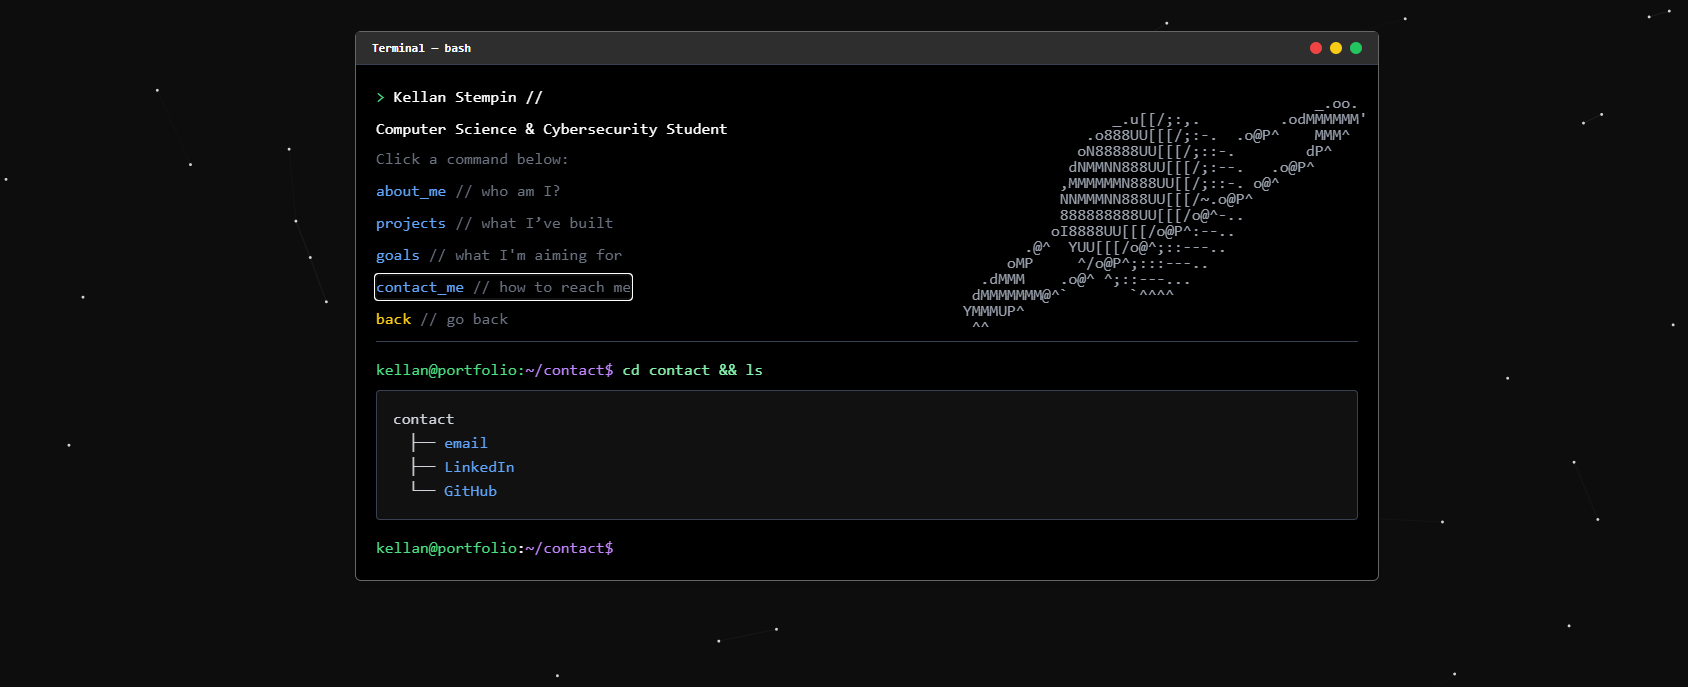 Terminal — bash
> Kellan Stempin //
Computer Science & Cybersecurity Student
Click a command below:
about_me // who am I?
projects // what I’ve built
goals // what I'm aiming for
contact_me // how to reach me
back // go back
                                        _.oo.
                 _.u[[/;:,.         .odMMMMMM'
              .o888UU[[[/;:-.  .o@P^    MMM^
             oN88888UU[[[/;::-.        dP^
            dNMMNN888UU[[[/;:--.   .o@P^
           ,MMMMMMN888UU[[/;::-. o@^
           NNMMMNN888UU[[[/~.o@P^
           888888888UU[[[/o@^-..
          oI8888UU[[[/o@P^:--..
       .@^  YUU[[[/o@^;::---..
     oMP     ^/o@P^;:::---..
  .dMMM    .o@^ ^;::---...
 dMMMMMMM@^`       `^^^^
YMMMUP^
 ^^
kellan@portfolio:~/contact$ cd contact && ls
contact
├── email
├── LinkedIn
└── GitHub
kellan@portfolio:~/contact$